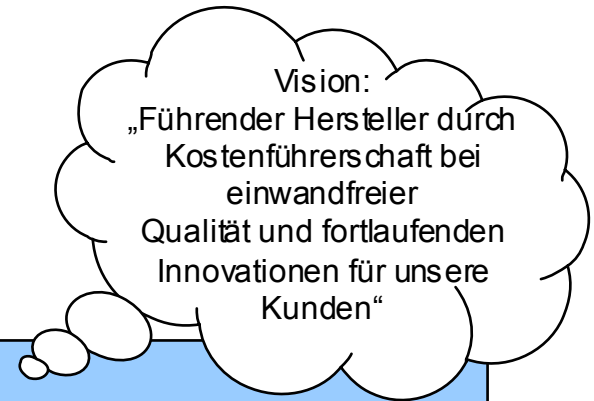 Vision:
„Führender Hersteller durch
Kostenführerschaft bei
einwandfreier
Qualität und fortlaufenden
Innovationen für unsere
Kunden“